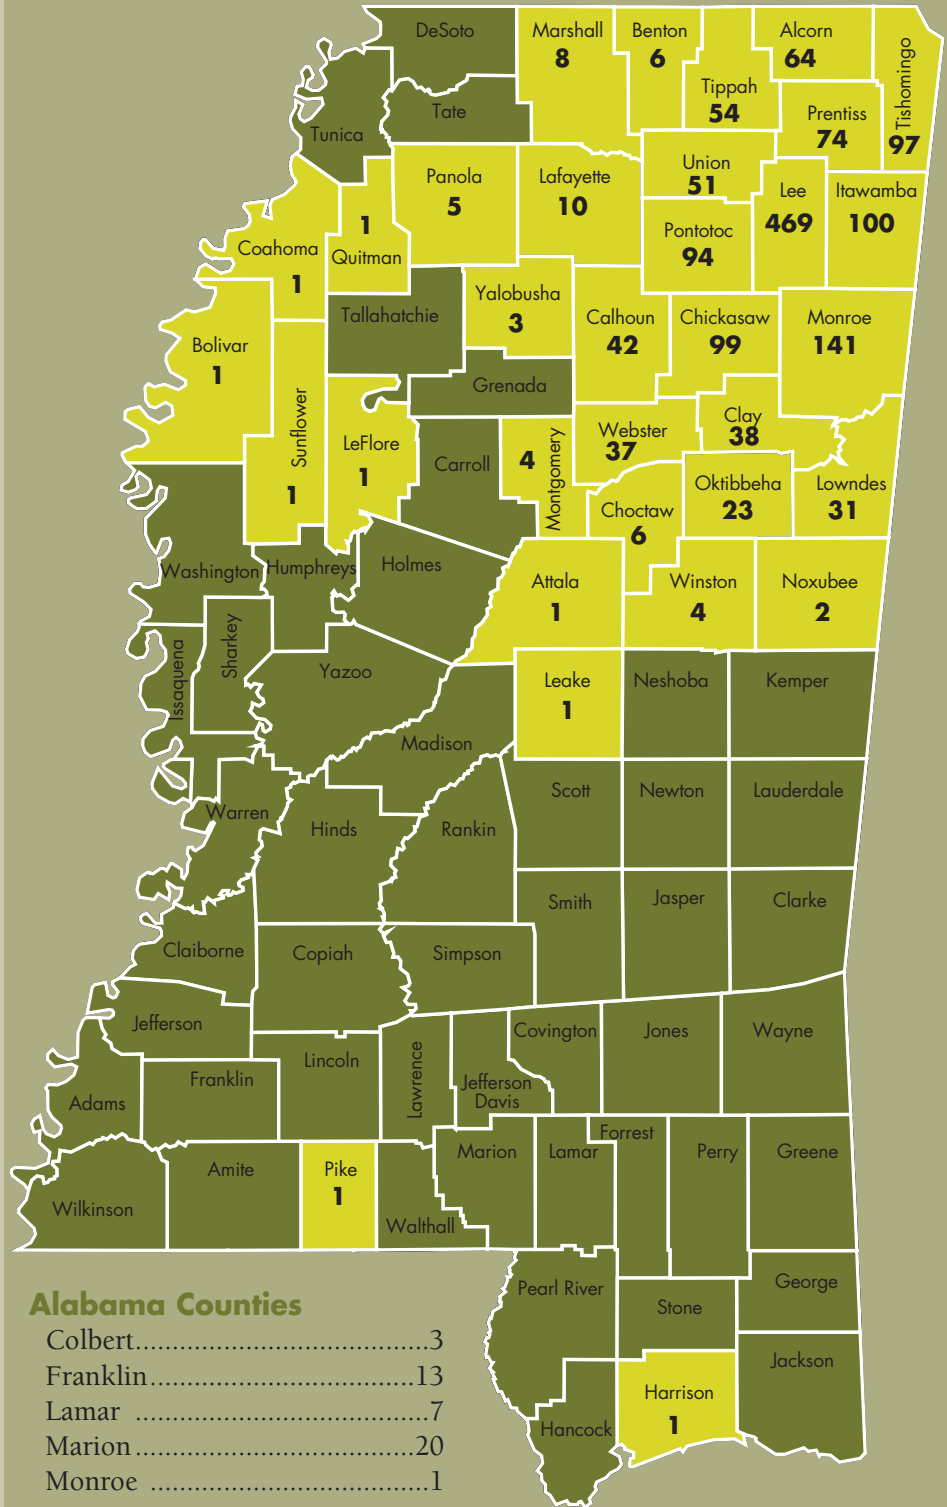 DeSoto
Marshall
8
Benton
6
Alcorn
64
Tishomingo
97
Tippah
54
Prentiss
74
Tate
Tunica
Union
51
Panola
5
Lafayette
10
Lee
469
Itawamba
100
Pontotoc
94
1
Quitman
Coahoma
1
Yalobusha
3
Tallahatchie
Calhoun
42
Chickasaw
99
Monroe
141
Bolivar
1
Grenada
Sunflower
1
LeFlore
1
Carroll
4
Montgomery
Webster
37
Clay
38
Choctaw
6
Oktibbeha
23
Lowndes
31
Washington
Humphreys
Holmes
Attala
1
Winston
4
Noxubee
2
Sharkey
Issaquena
Yazoo
Leake
1
Neshoba
Kemper
Madison
Scott
Newton
Lauderdale
Warren
Hinds
Rankin
Smith
Jasper
Clarke
Claiborne
Copiah
Simpson
Jefferson
Covington
Jones
Wayne
Lincoln
Lawrence
Franklin
Jefferson
Davis
Adams
Forrest
Marion
Lamar
Perry
Greene
Amite
Pike
1
Wilkinson
Walthall
Pearl River
George
Stone
Jackson
Harrison
1
Hancock
Alabama Counties
Colbert....................................3
Franklin..................................13
Lamar ....................................7
Marion....................................20
Monroe ..................................1